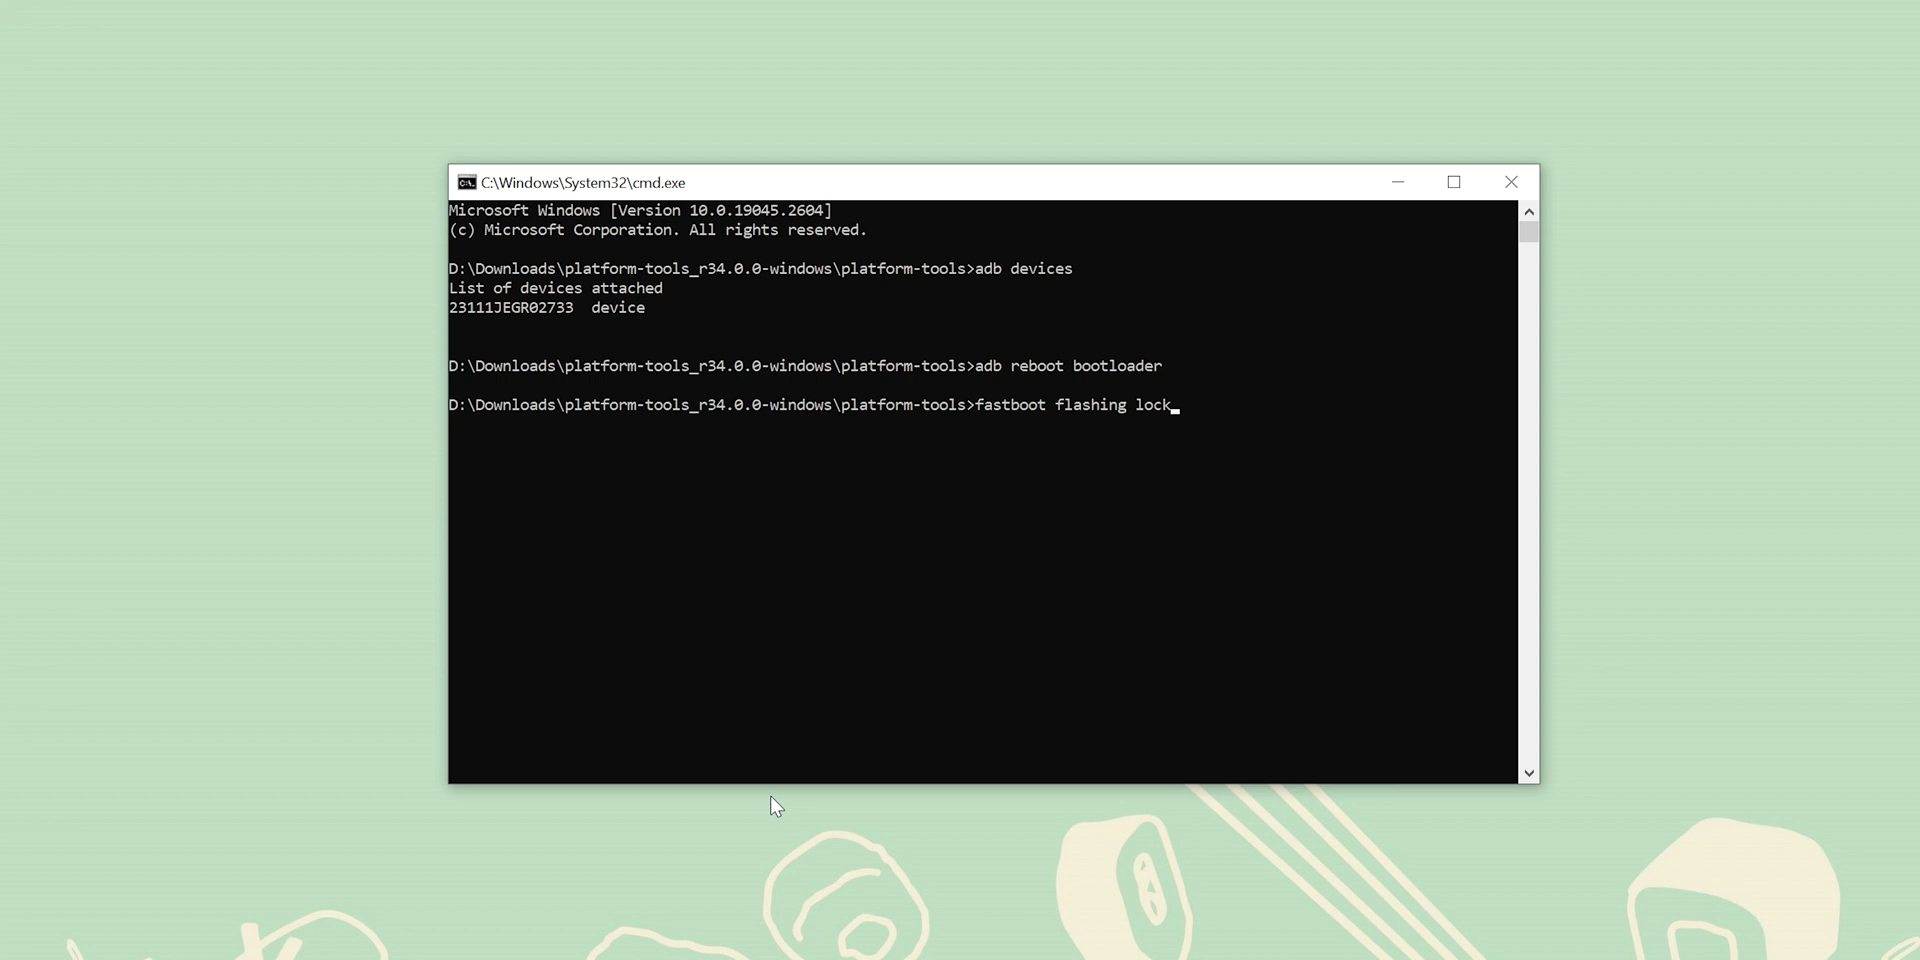 C:\Windows\System32\cmd.exe
Microsoft Windows [Version 10.0.19045.2604]
(c) Microsoft Corporation. All rights reserved.
D:\Downloads\platform-tools_r34.0.0-windows\platform-tools>adb devices
List of devices attached
23111JEGR02733  device
D:\Downloads\platform-tools_r34.0.0-windows\platform-tools>adb reboot bootloader
D:\Downloads\platform-tools_r34.0.0-windows\platform-tools>fastboot flashing lock